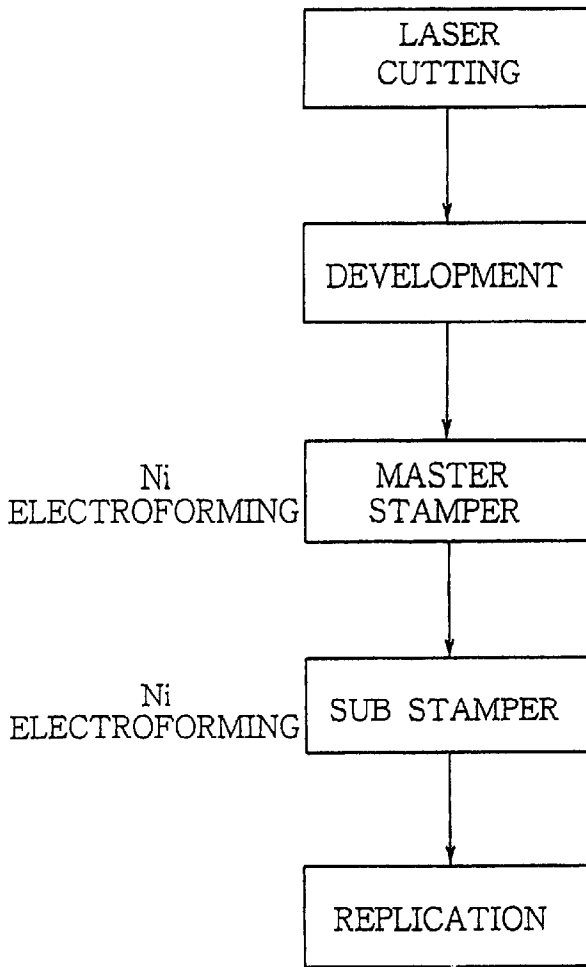 LASER
CUTTING
DEVELOPMENT
Ni
ELECTROFORMING
MASTER
STAMPER
Ni
ELECTROFORMING
SUB STAMPER
REPLICATION